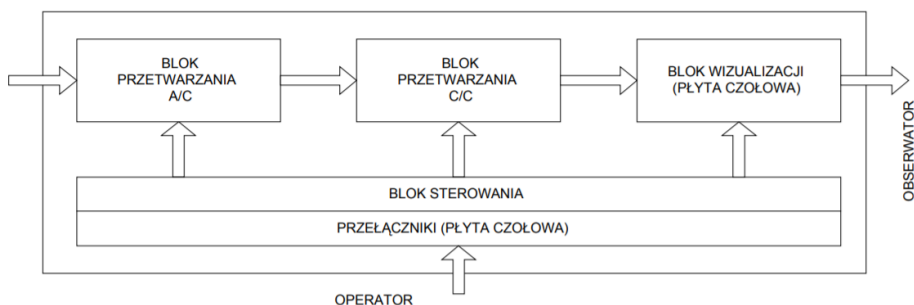 BLOK
PRZETWARZANIA
A/C
BLOK
PRZETWARZANIA
C/C
BLOK WIZUALIZACJI
(PŁYTA CZOŁOWA)
OBSERWATOR
BLOK STEROWANIA
PRZEŁĄCZNIKI (PŁYTA CZOŁOWA)
OPERATOR